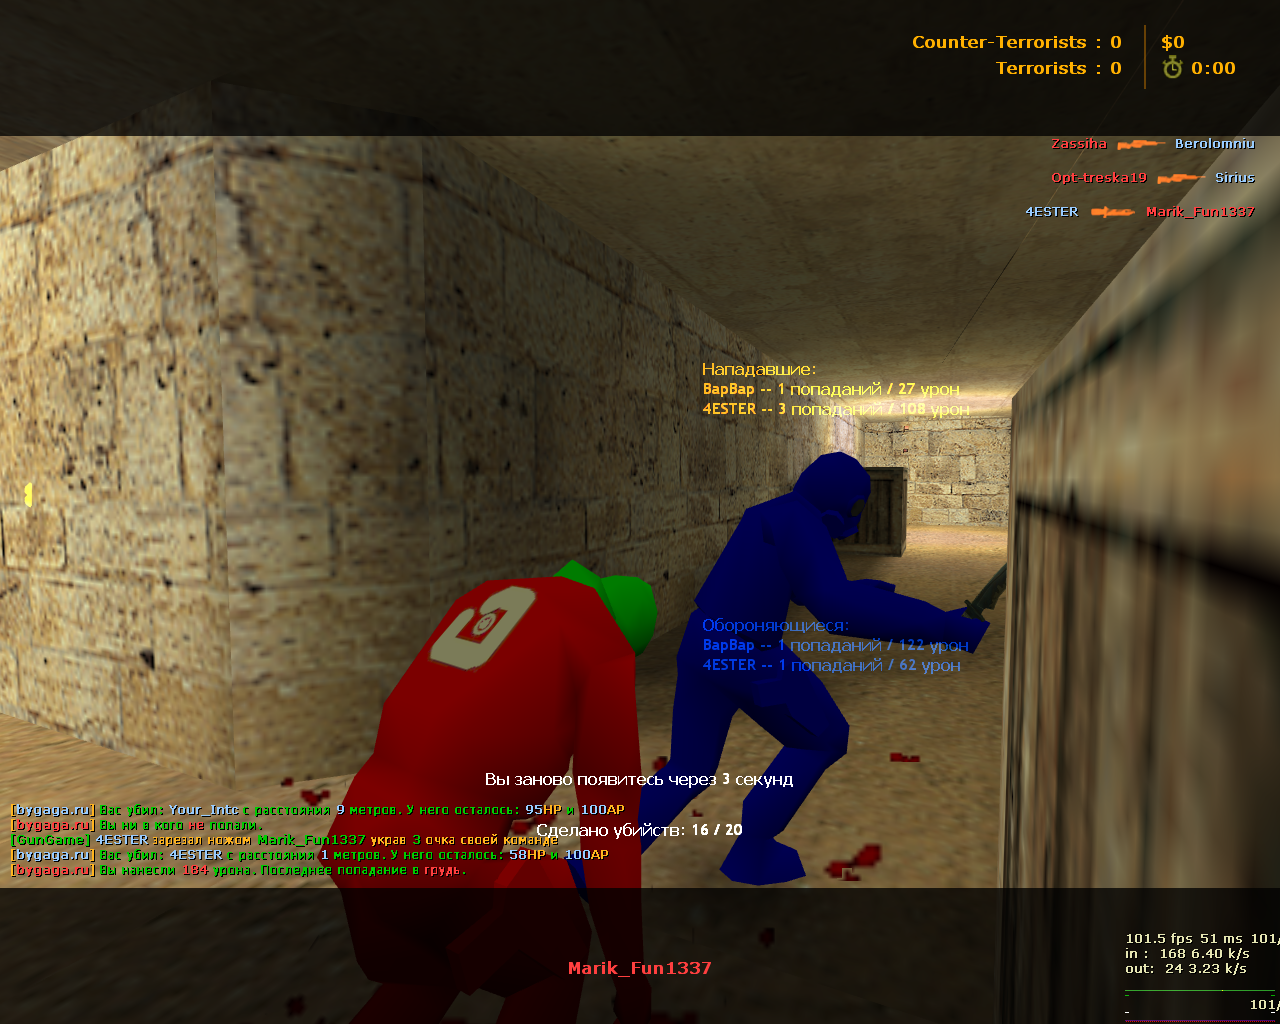 Counter-Terrorists : 0
$0
Terrorists : 0
0:00
Zassiha Berolomniu
Opt-treska19 Sirius
4ESTER Marik_Fun1337
Нападавшие:
BapBap -- 1 попаданий / 27 урон
4ESTER -- 3 попаданий / 108 урон
Обороняющиеся:
BapBap -- 1 попаданий / 122 урон
4ESTER -- 1 попаданий / 62 урон
Вы заново появитесь через 3 секунд
[bygaga.ru] Вас убил: Your_Intc с расстояния 9 метров. У него осталось: 95HP и 100AP
[bygaga.ru] Вы ни в кого не попали.
Сделано убийств: 16 / 20
[GunGame] 4ESTER зарезал ножом Marik_Fun1337 украв 3 очка своей команде
[bygaga.ru] Вас убил: 4ESTER с расстояния 1 метров. У него осталось: 58HP и 100AP
[bygaga.ru] Вы нанесли 184 урона. Последнее попадание в грудь.
Marik_Fun1337
101.5 fps 51 ms 101/
in : 168 6.40 k/s
out: 24 3.23 k/s
101/